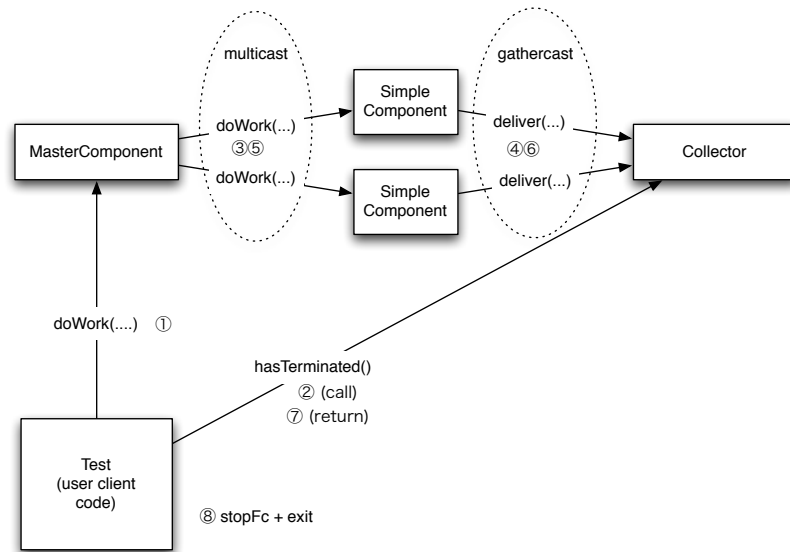 multicast
gathercast
Simple
Component
doWork(...)
deliver(...)
③⑤
④⑥
MasterComponent
Collector
doWork(...)
deliver(...)
Simple
Component
doWork(....) ①
hasTerminated()
② (call)
⑦ (return)
Test
(user client
code)
⑧ stopFc + exit